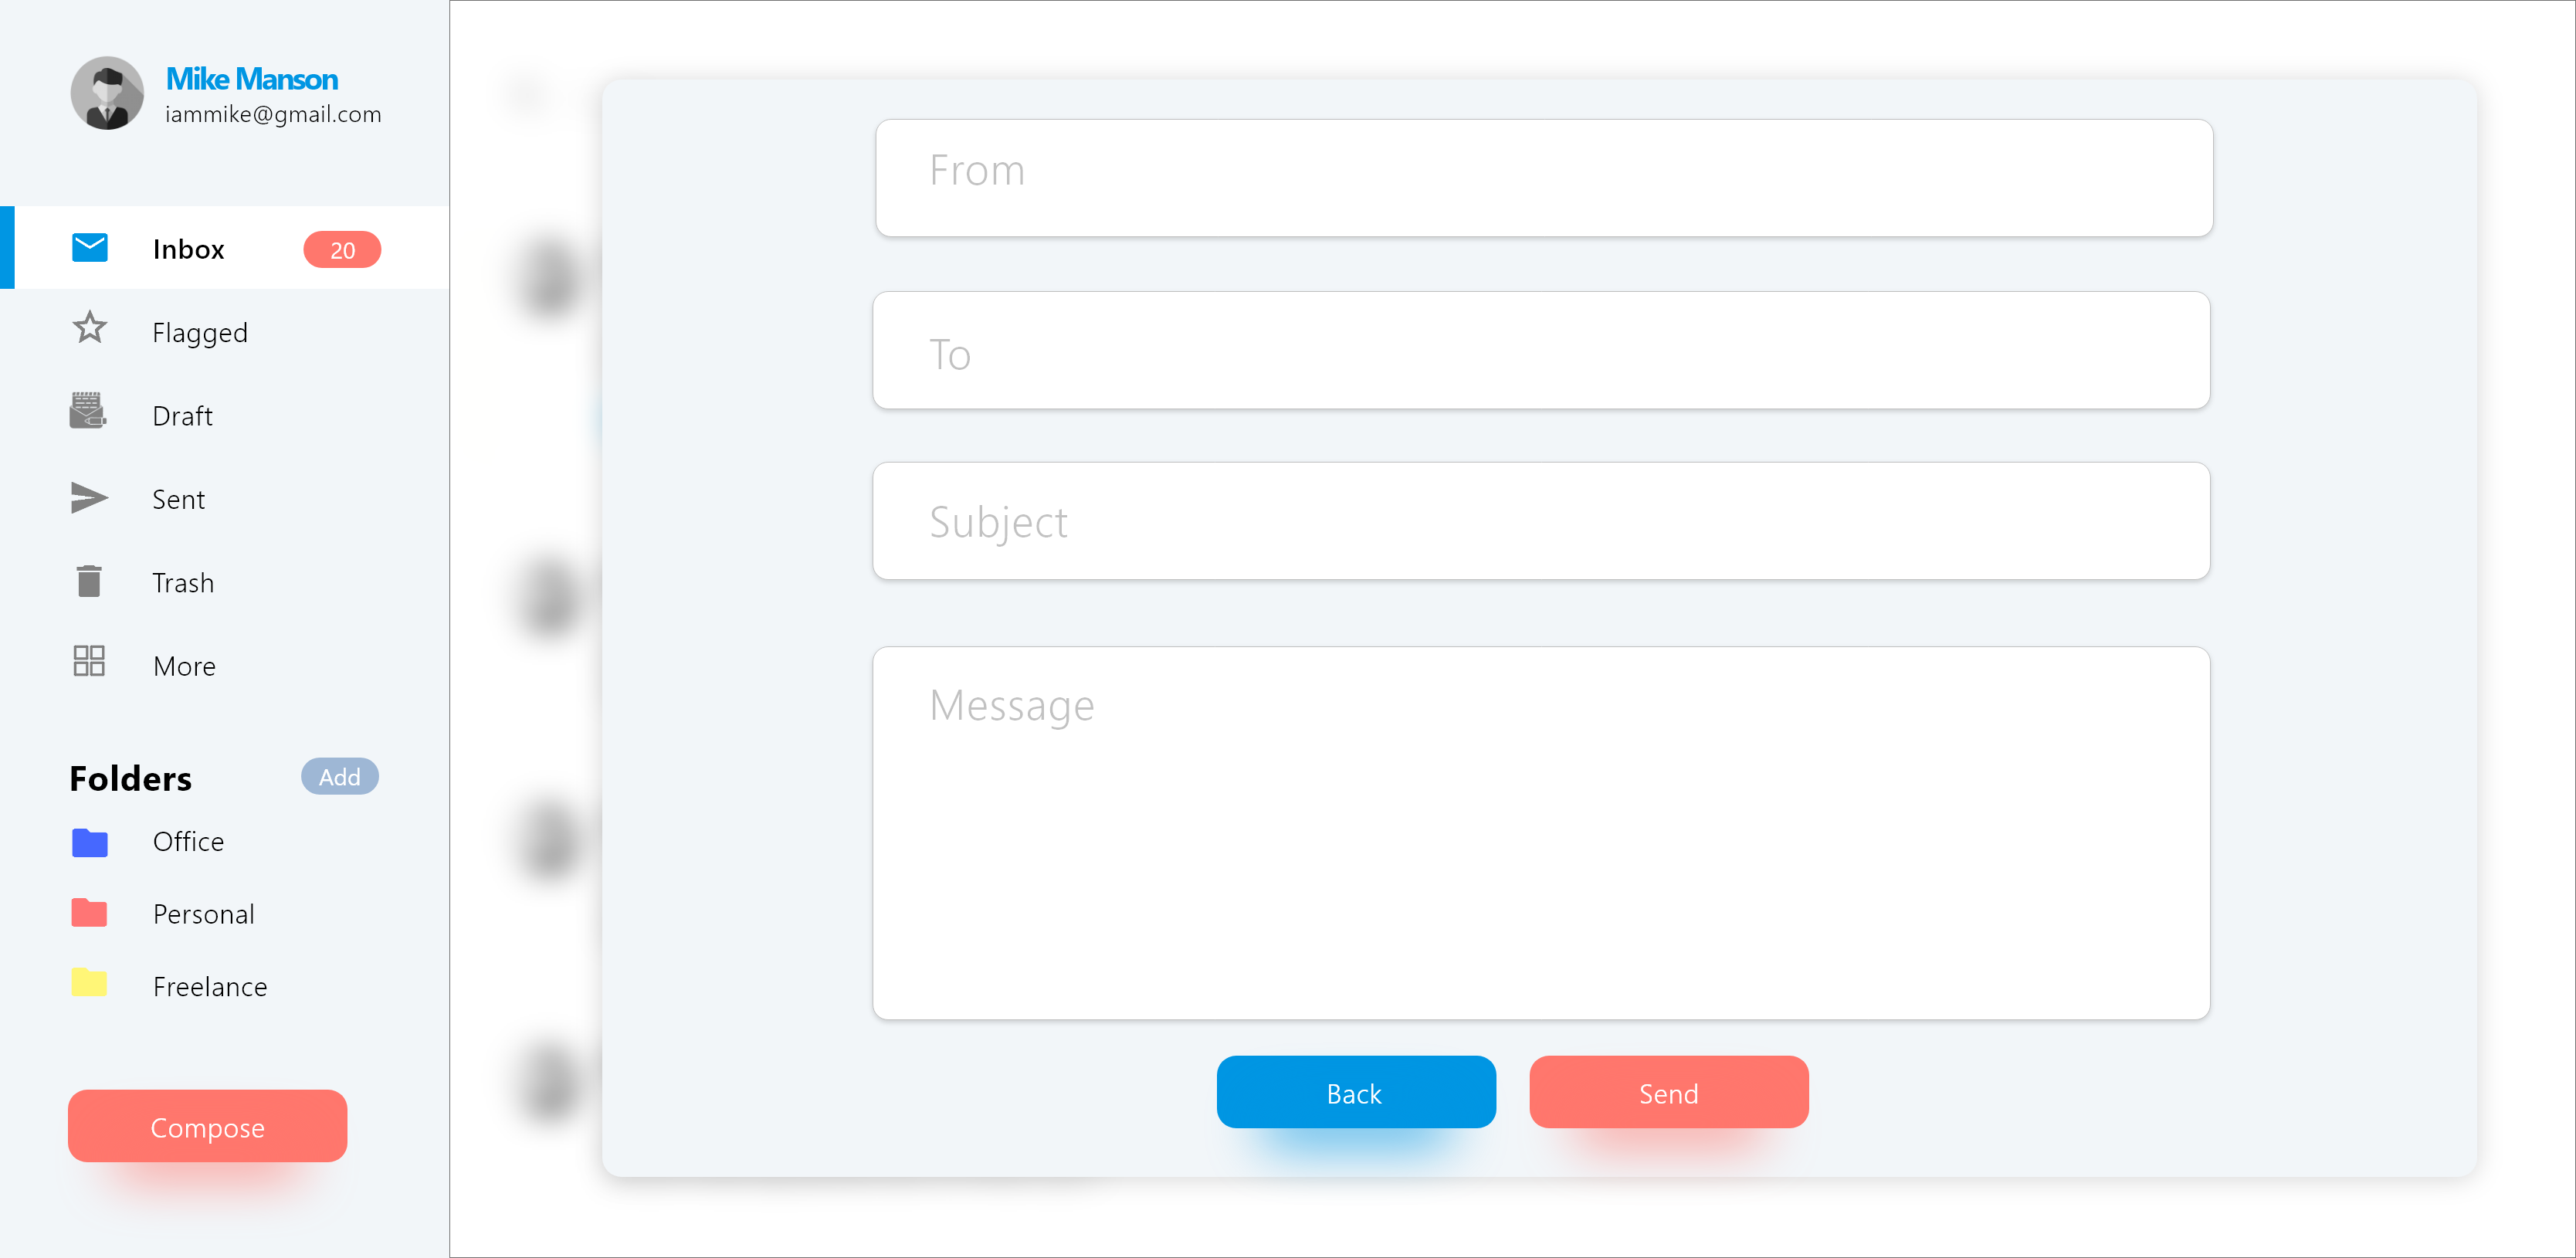 Mike Manson
iammike@gmail.com
Inbox 20
Flagged
Draft
Sent
Trash
More
Folders Add
Office
Personal
Freelance
Compose
From
To
Subject
Message
Back Send